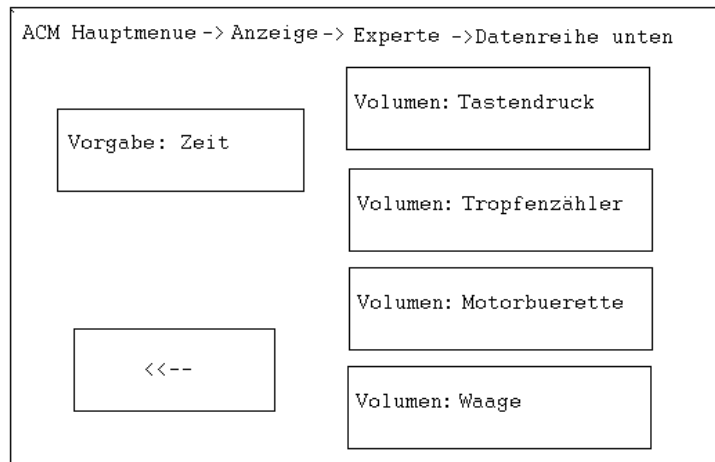 ACM Hauptmenue -> Anzeige -> Experte ->Datenreihe unten
Vorgabe: Zeit
<<--
Volumen: Tastendruck
Volumen: Tropfenzähler
Volumen: Motorbuerette
Volumen: Waage